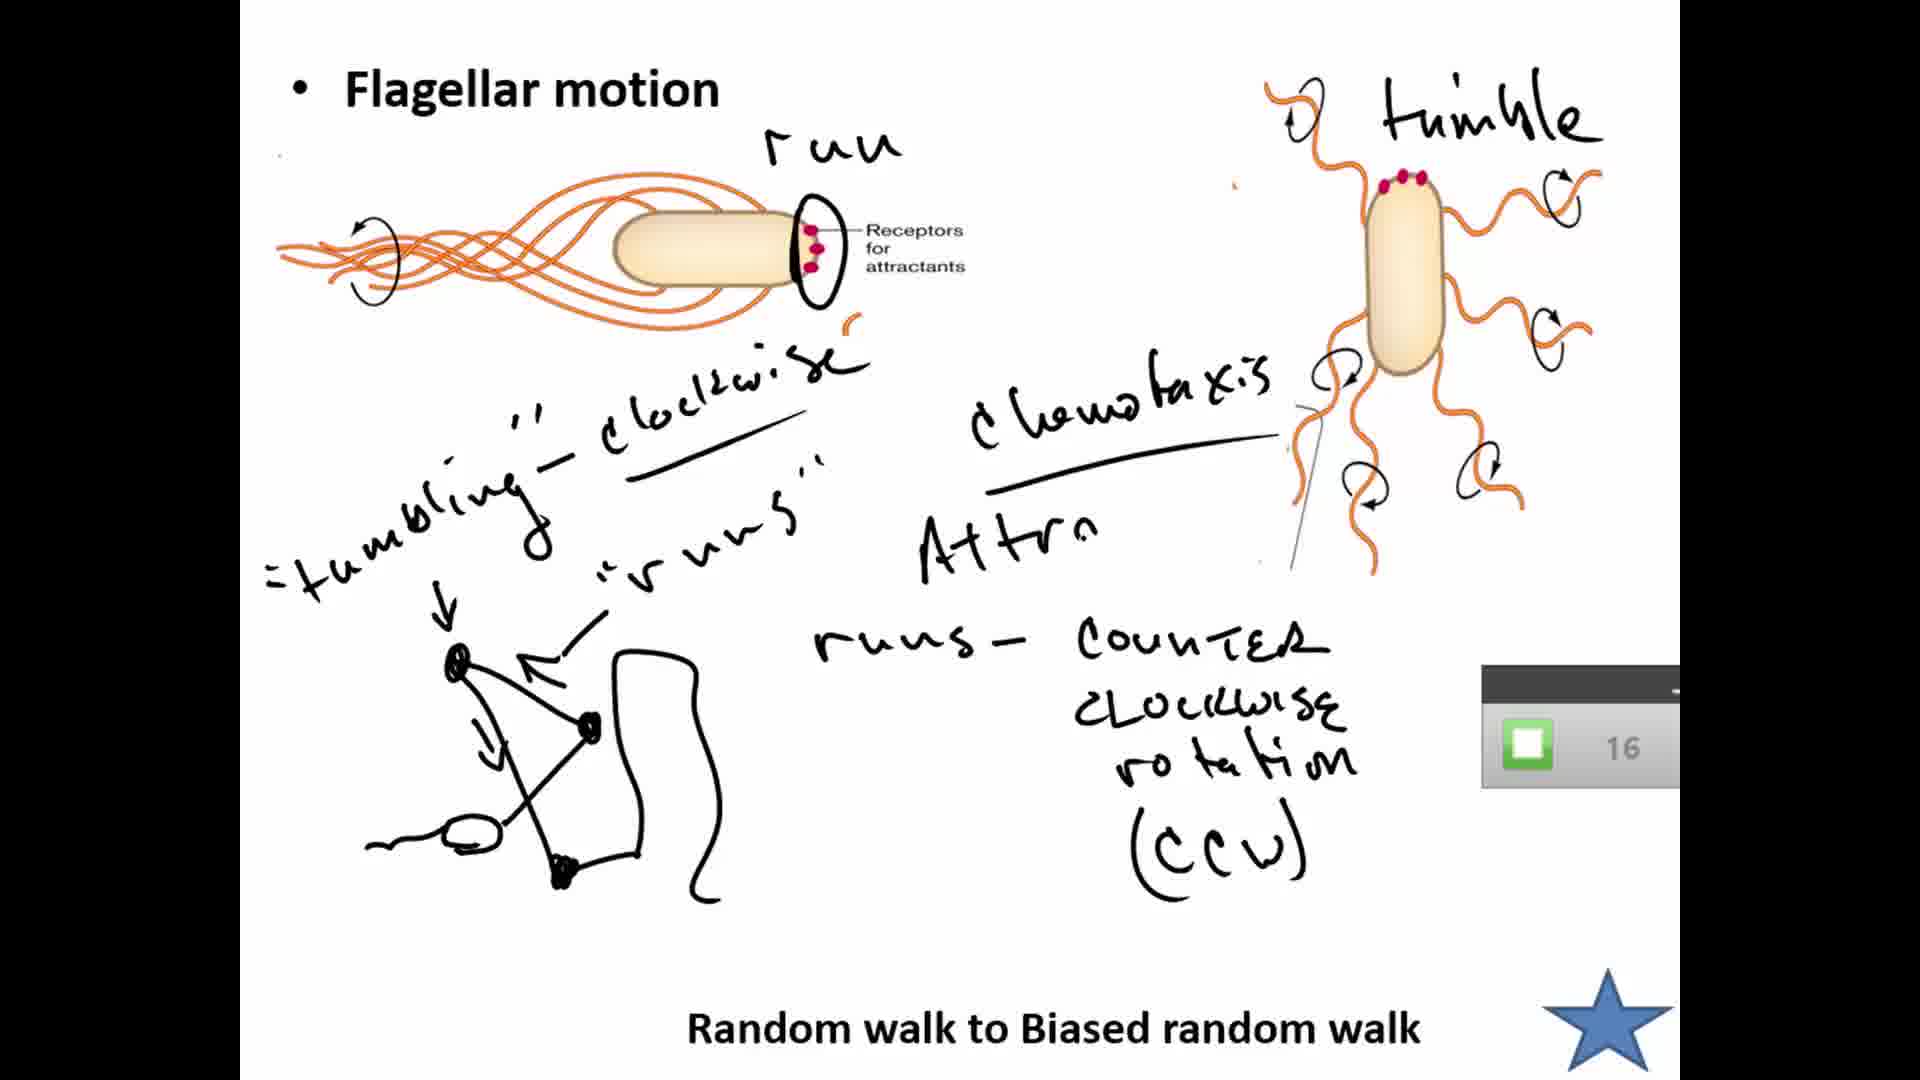 • Flagellar motion
run
tumble
Receptors
for
attractants
"tumbling" - clockwise
"runs"
Chemotaxis
Attra
runs - COUNTER
CLOCKWISE
rotation
(CCW)
16
Random walk to Biased random walk